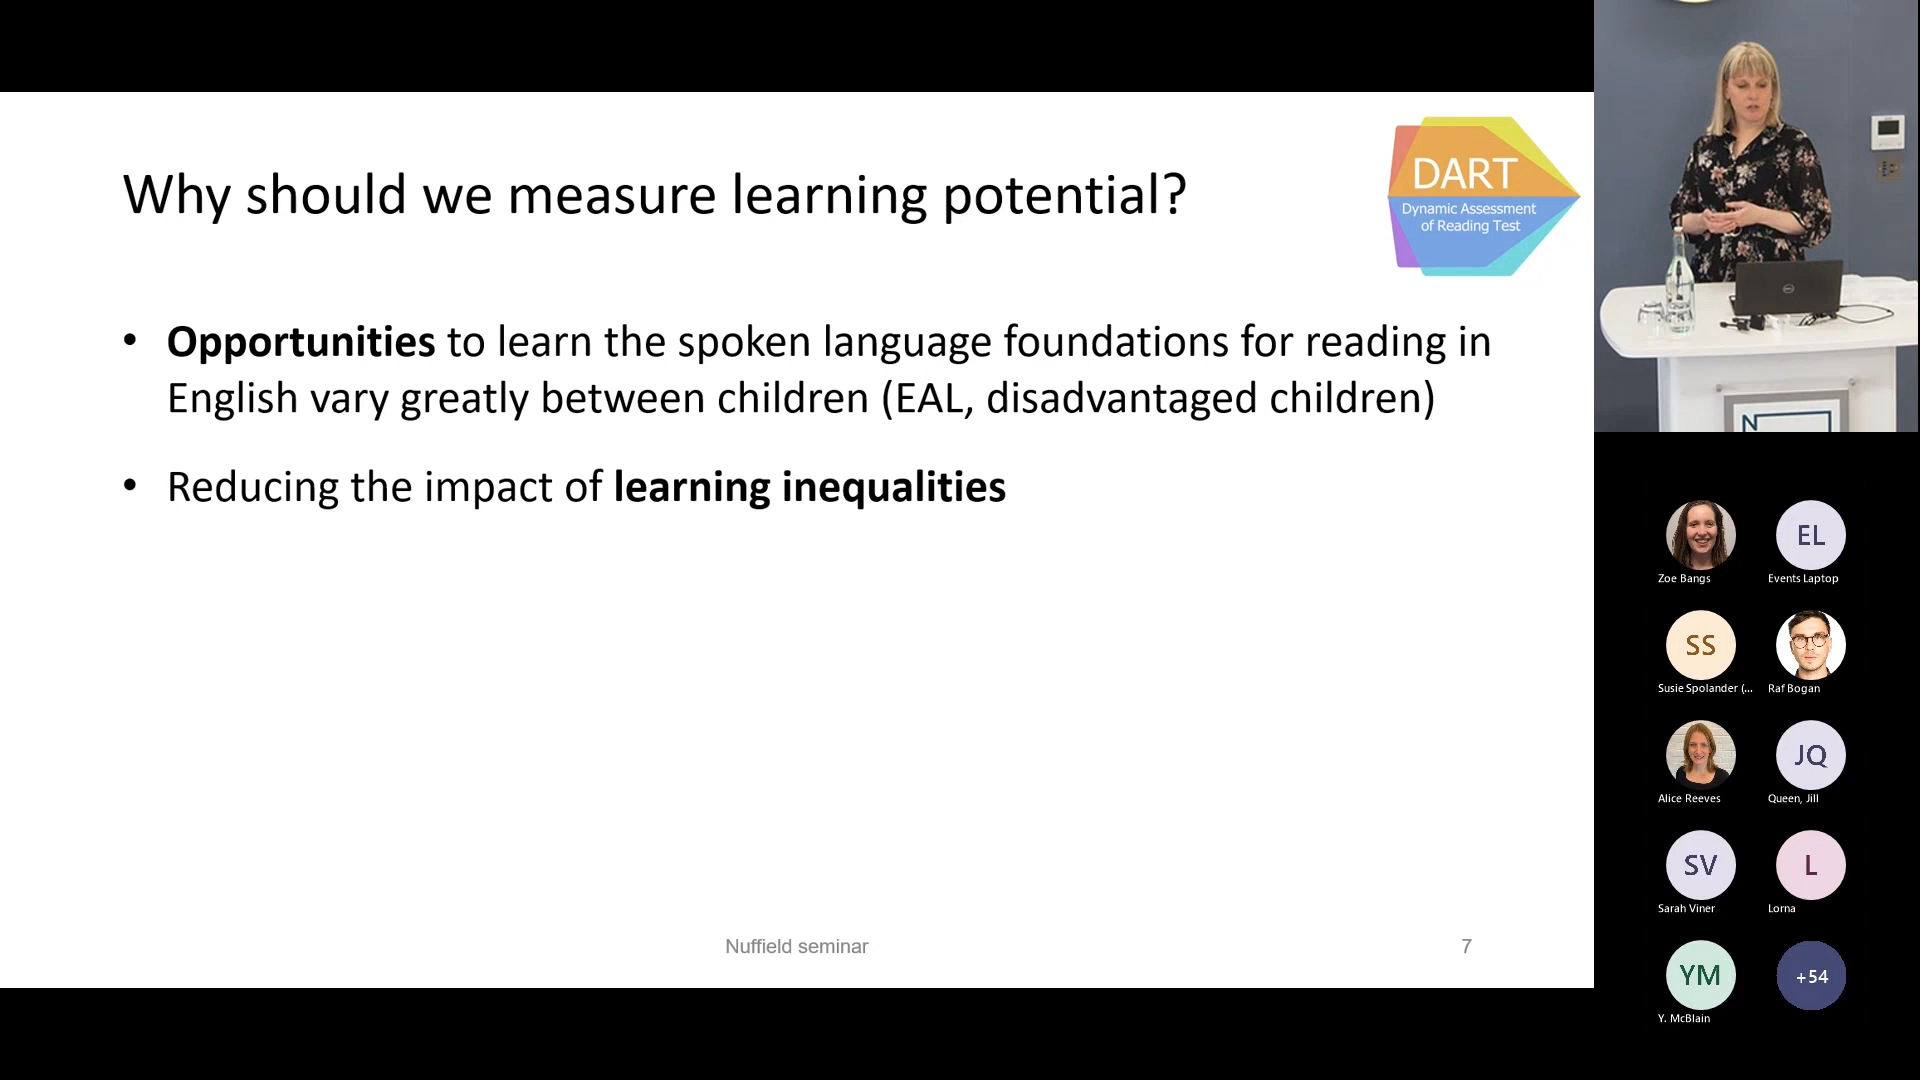 Why should we measure learning potential?
DART
Dynamic Assessment
of Reading Test
• Opportunities to learn the spoken language foundations for reading in
English vary greatly between children (EAL, disadvantaged children)
• Reducing the impact of learning inequalities
Nuffield seminar
7
N
EL
Zoe Bangs
Events Laptop
SS
Susie Spolander (...
Raf Bogan
JQ
Alice Reeves
Queen, Jill
SV
L
Sarah Viner
Lorna
YM
+54
Y. McBlain